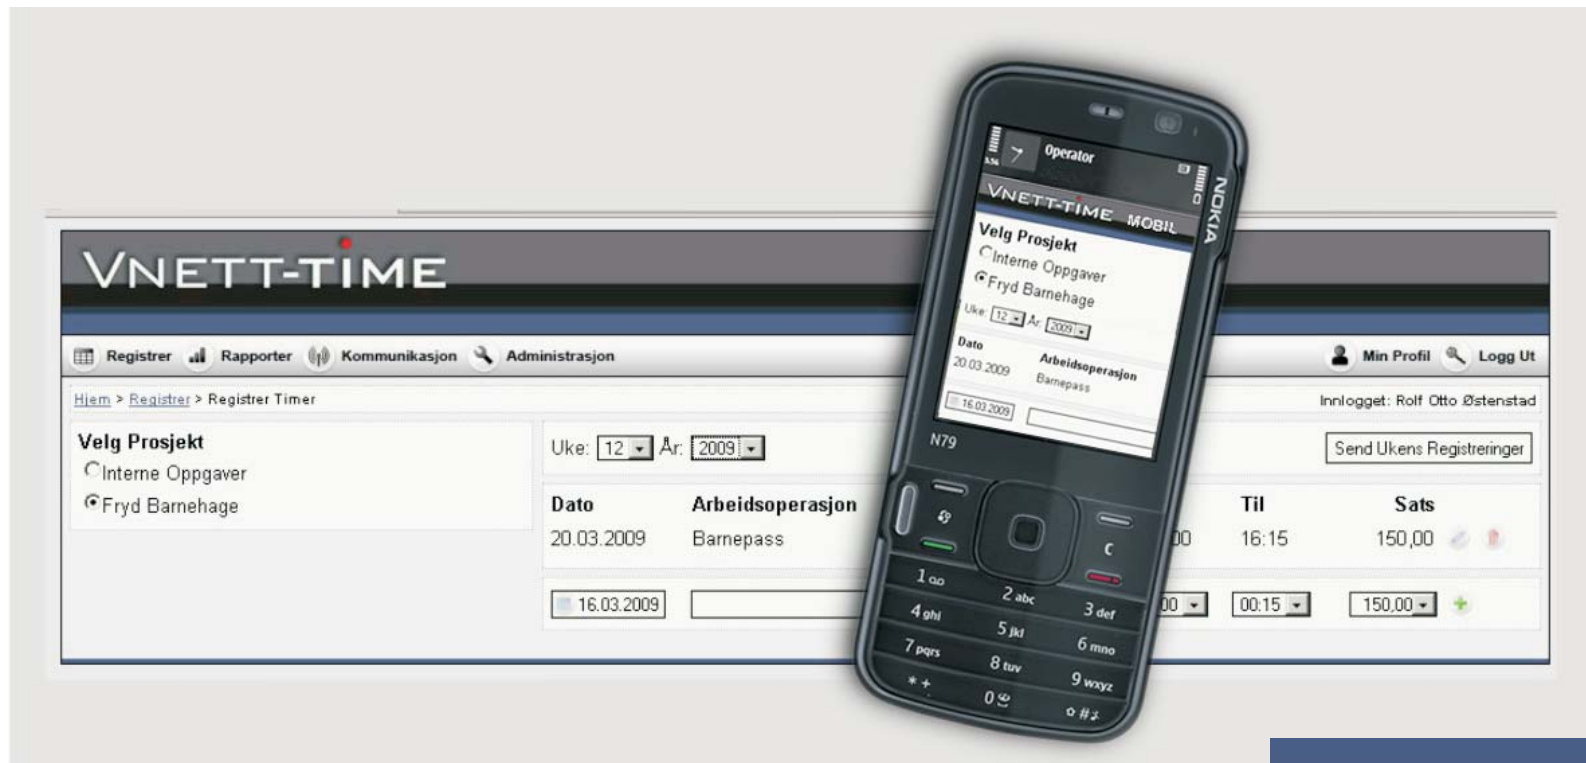 VNETT-TIME
Registrer Rapporter Kommunikasjon Administrasjon Min Profil Logg Ut
Hjem > Registrer > Registrer Timer Innlogget: Rolf Otto Østenstad
Velg Prosjekt
Interne Oppgaver
Fryd Barnehage
Uke: 12 År: 2009 Send Ukens Registreringer
Dato Arbeidsoperasjon Til Sats
20.03.2009 Barnepass 00 16:15 150,00
16.03.2009 00 00:15 150,00
Operator
3.5G
NOKIA
VNETT-TIME MOBIL
Velg Prosjekt
Interne Oppgaver
Fryd Barnehage
Uke: 12 År: 2009
Dato Arbeidsoperasjon
20.03.2009 Barnepass
16.03.2009
N79
C
1 2 abc 3 def
4 ghi 5 jkl 6 mno
7 pqrs 8 tuv 9 wxyz
* + 0 #